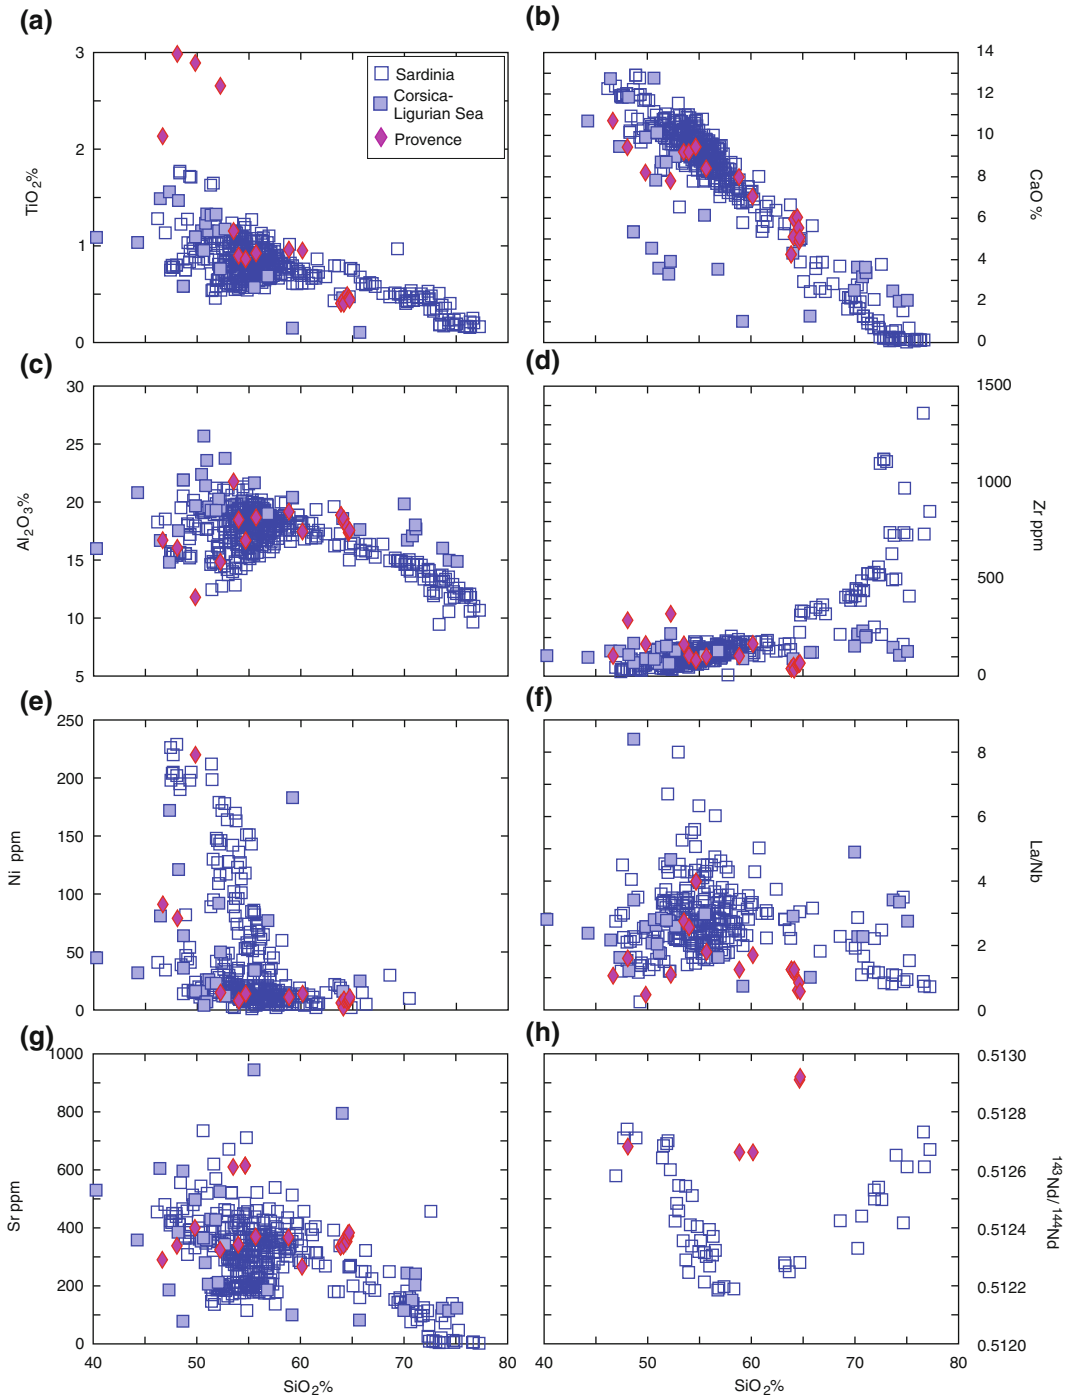 (a)
(b)
3
2
1
0
TiO2%
Sardinia
Corsica-
Ligurian Sea
Provence
14
12
10
8
6
4
2
0
CaO %
(c)
(d)
30
25
20
15
10
5
Al2O3%
1500
1000
500
0
Zr ppm
(e)
(f)
250
200
150
100
50
0
Ni ppm
8
6
4
2
0
La/Nb
(g)
(h)
1000
800
600
400
200
0
Sr ppm
0.5130
0.5128
0.5126
0.5124
0.5122
0.5120
143Nd/144Nd
40 50 60 70 80
SiO2%
40 50 60 70 80
SiO2%